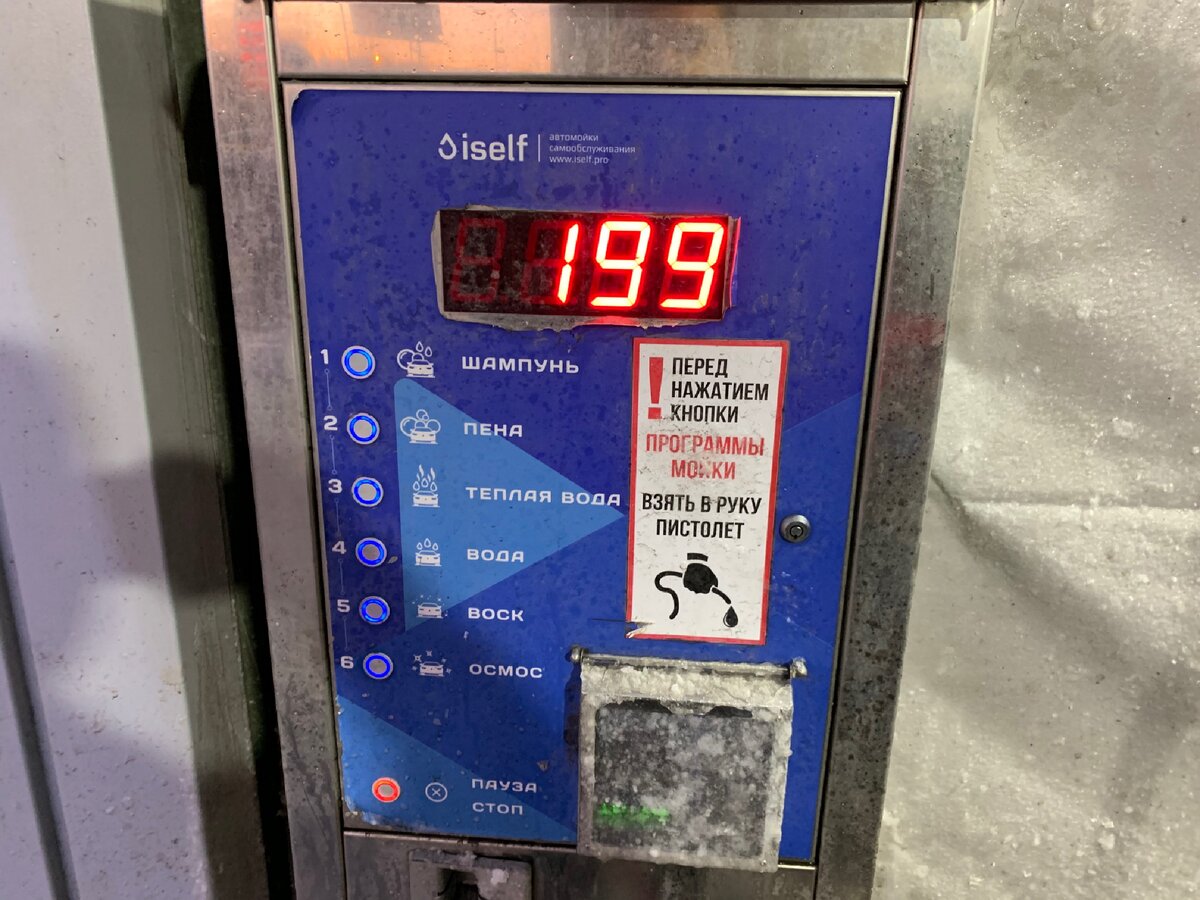 iself
автомойки
самообслуживания
www.iself.pro
199
1 ШАМПУНЬ
2 ПЕНА
3 ТЕПЛАЯ ВОДА
4 ВОДА
5 ВОСК
6 ОСМОС
ПАУЗА
СТОП
! ПЕРЕД
НАЖАТИЕМ
КНОПКИ
ПРОГРАММЫ
МОЙКИ
ВЗЯТЬ В РУКУ
ПИСТОЛЕТ